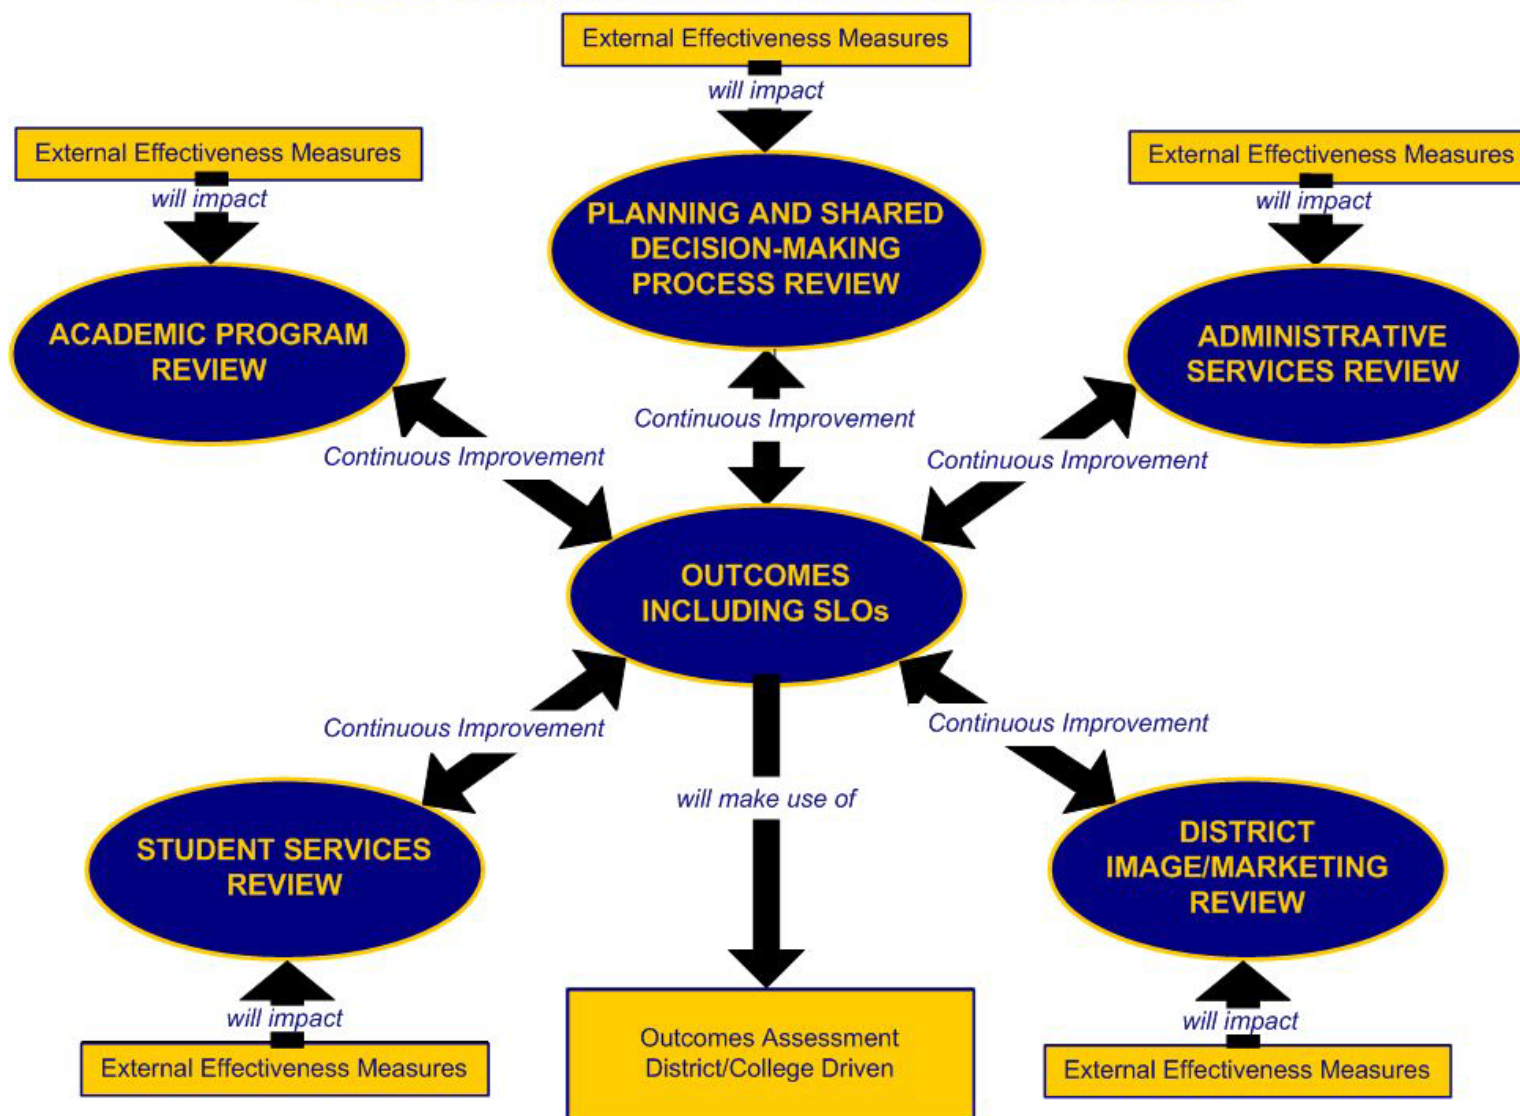 External Effectiveness Measures
will impact
External Effectiveness Measures
will impact
External Effectiveness Measures
will impact
PLANNING AND SHARED
DECISION-MAKING
PROCESS REVIEW
ACADEMIC PROGRAM
REVIEW
ADMINISTRATIVE
SERVICES REVIEW
Continuous Improvement
Continuous Improvement
Continuous Improvement
OUTCOMES
INCLUDING SLOs
Continuous Improvement
Continuous Improvement
will make use of
STUDENT SERVICES
REVIEW
DISTRICT
IMAGE/MARKETING
REVIEW
will impact
External Effectiveness Measures
Outcomes Assessment
District/College Driven
will impact
External Effectiveness Measures